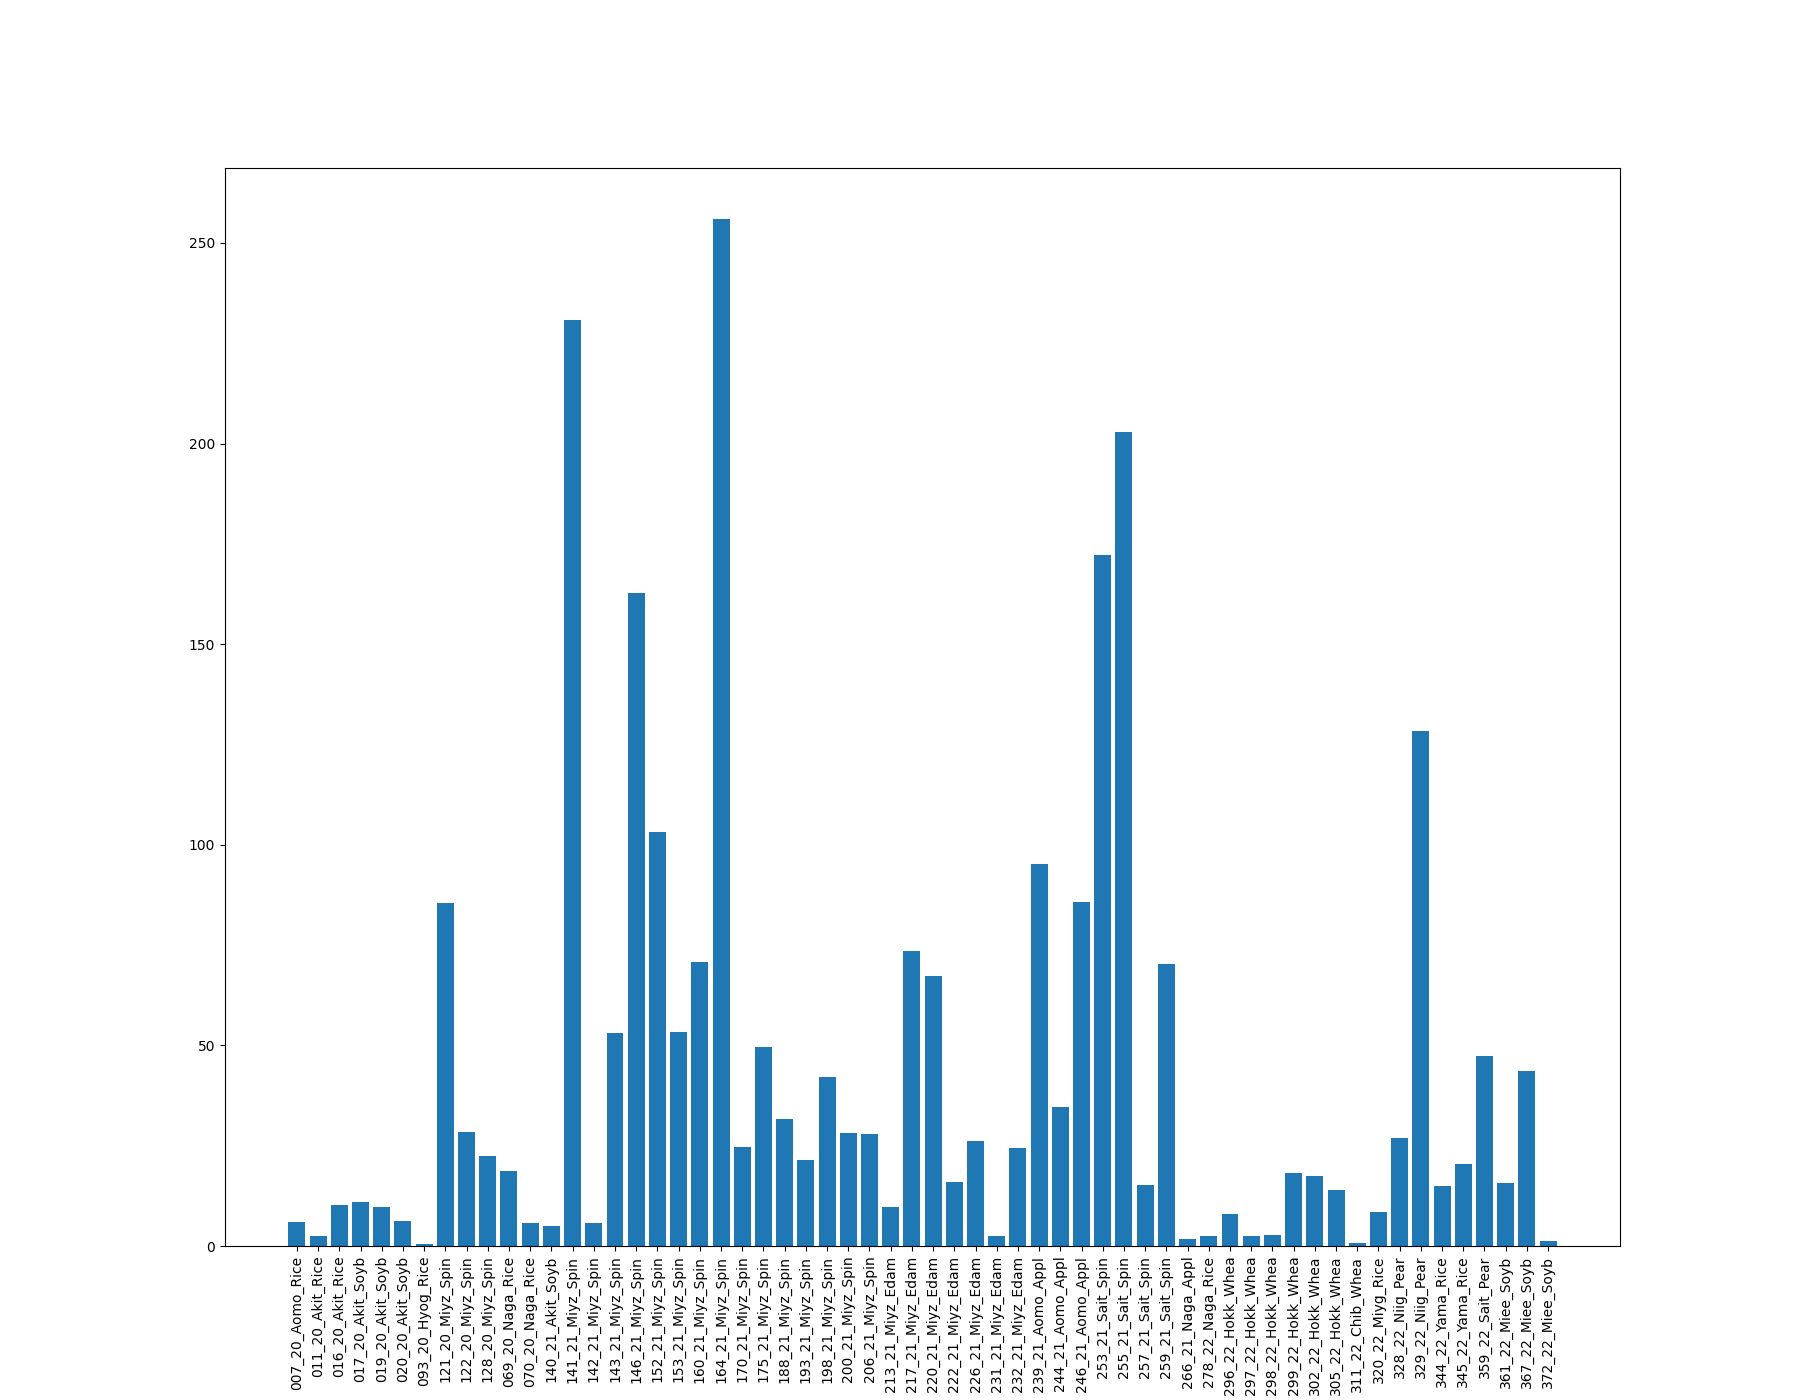 250
200
150
100
50
0
007_20_Aomo_Rice
011_20_Akit_Rice
016_20_Akit_Rice
017_20_Akit_Soyb
019_20_Akit_Soyb
020_20_Akit_Soyb
093_20_Hyog_Rice
121_20_Miyz_Spin
122_20_Miyz_Spin
128_20_Miyz_Spin
069_20_Naga_Rice
070_20_Naga_Rice
140_21_Akit_Soyb
141_21_Miyz_Spin
142_21_Miyz_Spin
143_21_Miyz_Spin
146_21_Miyz_Spin
152_21_Miyz_Spin
153_21_Miyz_Spin
160_21_Miyz_Spin
164_21_Miyz_Spin
170_21_Miyz_Spin
175_21_Miyz_Spin
188_21_Miyz_Spin
193_21_Miyz_Spin
198_21_Miyz_Spin
200_21_Miyz_Spin
206_21_Miyz_Spin
213_21_Miyz_Edam
217_21_Miyz_Edam
220_21_Miyz_Edam
222_21_Miyz_Edam
226_21_Miyz_Edam
231_21_Miyz_Edam
232_21_Miyz_Edam
239_21_Aomo_Appl
244_21_Aomo_Appl
246_21_Aomo_Appl
253_21_Sait_Spin
255_21_Sait_Spin
257_21_Sait_Spin
259_21_Sait_Spin
266_21_Naga_Appl
278_22_Naga_Rice
296_22_Hokk_Whea
297_22_Hokk_Whea
298_22_Hokk_Whea
299_22_Hokk_Whea
302_22_Hokk_Whea
305_22_Hokk_Whea
311_22_Chib_Whea
320_22_Miyg_Rice
328_22_Niig_Pear
329_22_Niig_Pear
344_22_Yama_Rice
345_22_Yama_Rice
359_22_Sait_Pear
361_22_Miee_Soyb
367_22_Miee_Soyb
372_22_Miee_Soyb